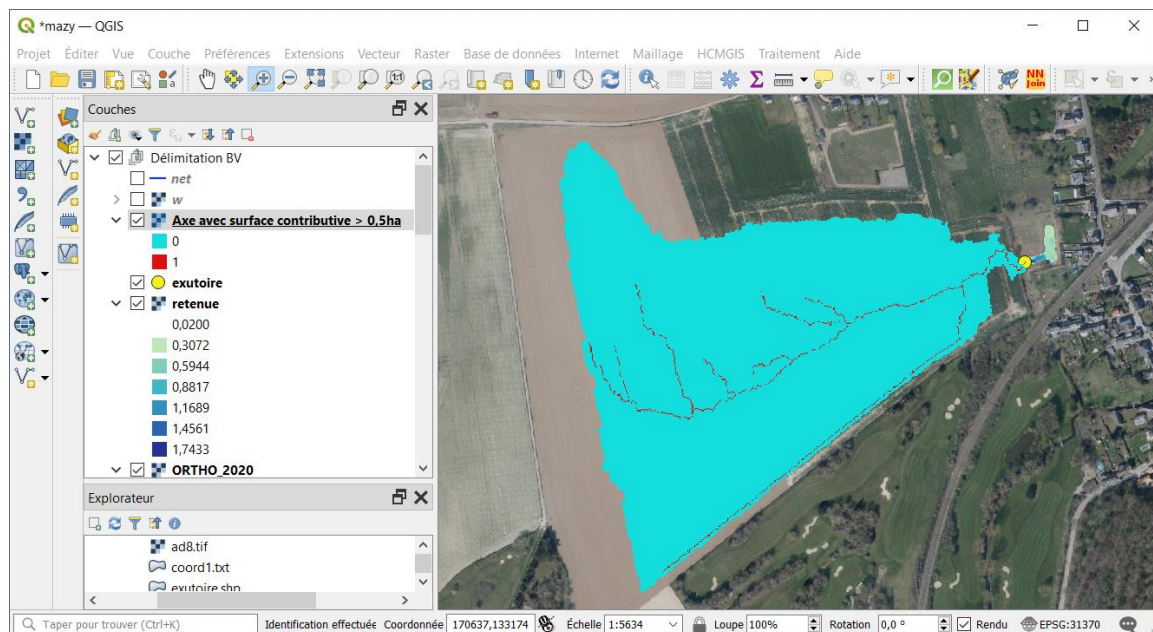 *mazy — QGIS
Projet Éditer Vue Couche Préférences Extensions Vecteur Raster Base de données Internet Maillage HCMGIS Traitement Aide
NN
Join
Couches
Délimitation BV
net
w
Axe avec surface contributive > 0,5ha
0
1
exutoire
retenue
0,0200
0,3072
0,5944
0,8817
1,1689
1,4561
1,7433
ORTHO_2020
Explorateur
ad8.tif
coord1.txt
exutoire.shp
Taper pour trouver (Ctrl+K) Identification effectuée Coordonnée 170637,133174 Échelle 1:5634 Loupe 100% Rotation 0,0 ° Rendu EPSG:31370